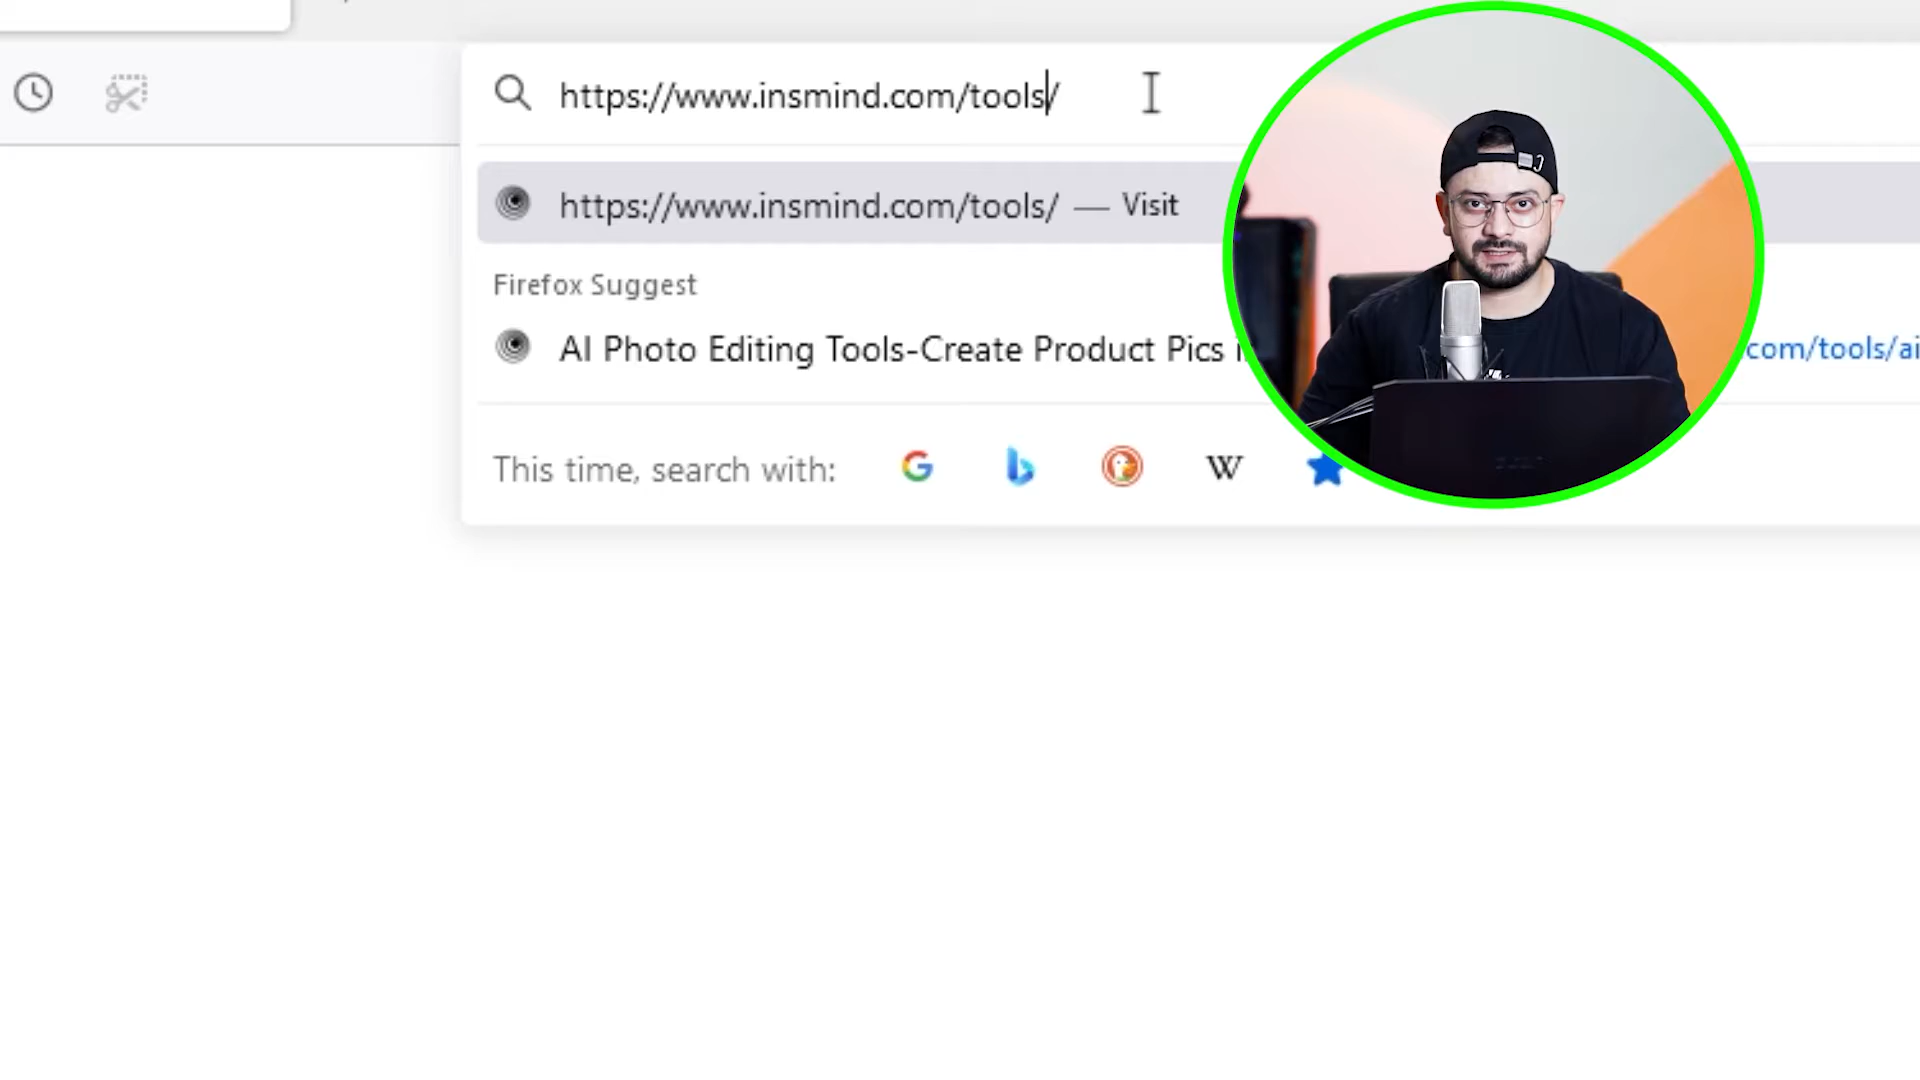 https://www.insmind.com/tools/
https://www.insmind.com/tools/ — Visit
Firefox Suggest
AI Photo Editing Tools-Create Product Pics
com/tools/ai
This time, search with: